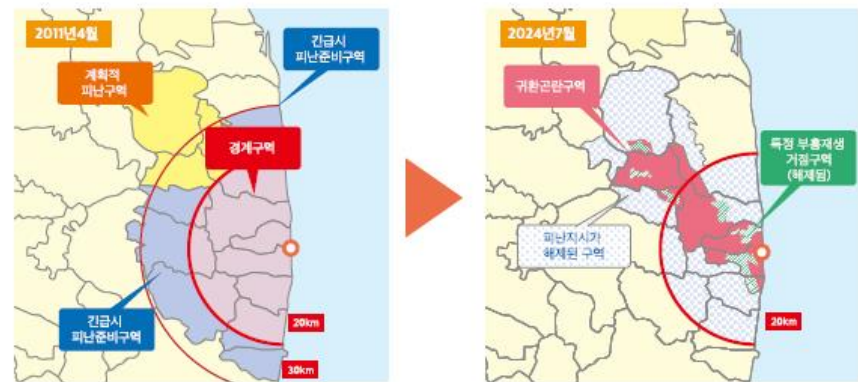 2011년4월
긴급시
피난준비구역
계획적
피난구역
경계구역
긴급시
피난준비구역
20km
30km
2024년7월
귀환곤란구역
특정 부흥재생
거점구역
(해제됨)
피난지시가
해제된 구역
20km